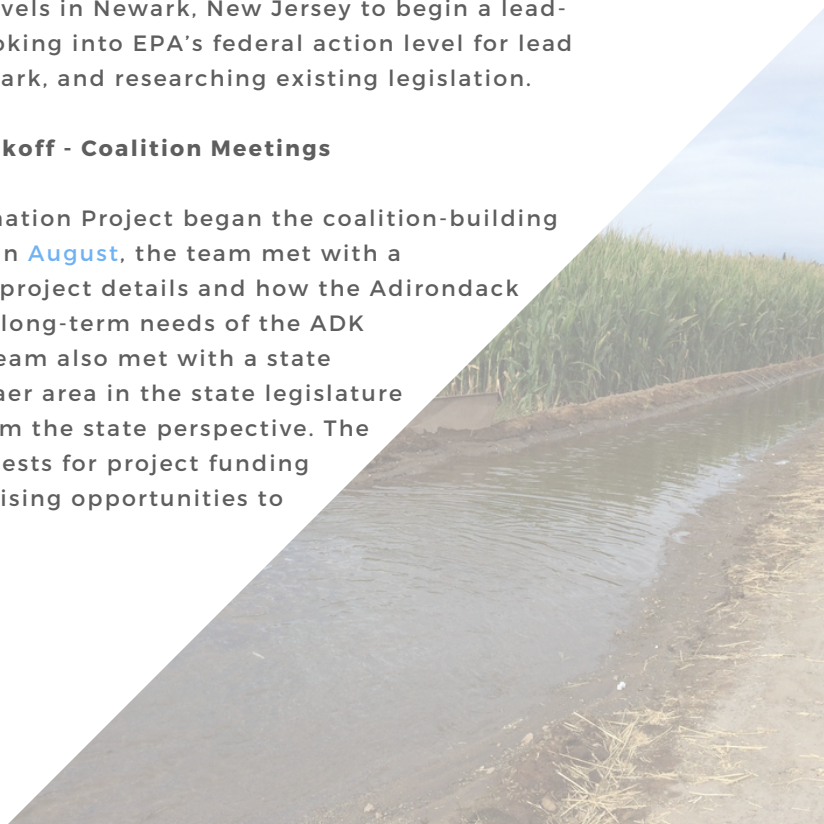 vels in Newark, New Jersey to begin a lead-
oking into EPA’s federal action level for lead
ark, and researching existing legislation.
koff - Coalition Meetings
nation Project began the coalition-building
n August, the team met with a
project details and how the Adirondack
long-term needs of the ADK
eam also met with a state
aer area in the state legislature
m the state perspective. The
ests for project funding
ising opportunities to